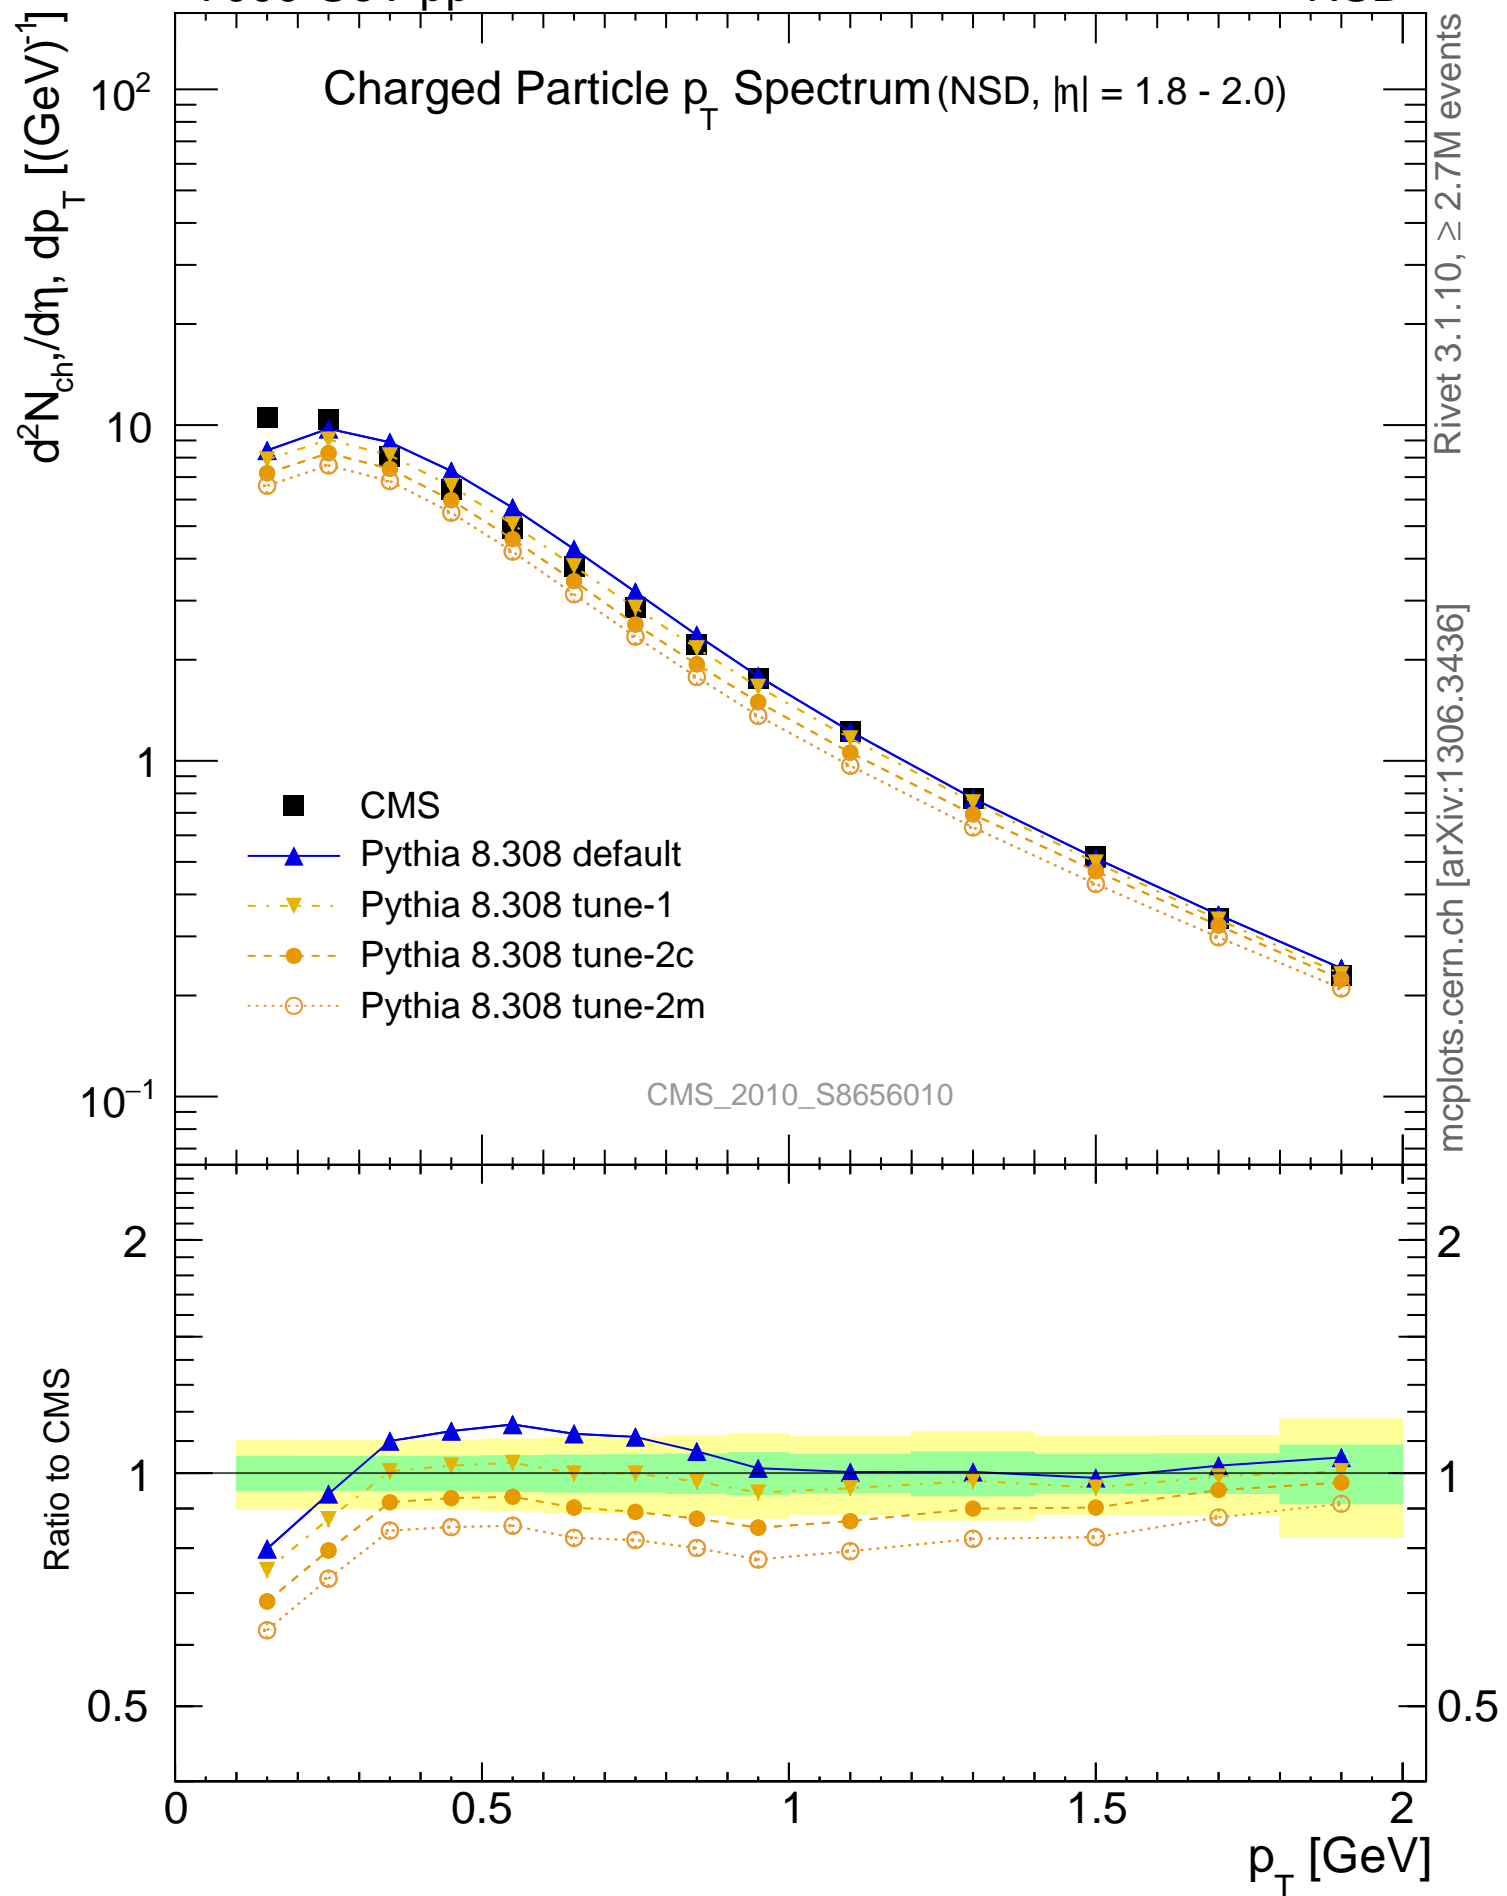 Charged Particle p_T Spectrum (NSD, |η| = 1.8 - 2.0)
d²N_ch,/dη, dp_T [(GeV)⁻¹]
10²
10
1
10⁻¹
CMS
Pythia 8.308 default
Pythia 8.308 tune-1
Pythia 8.308 tune-2c
Pythia 8.308 tune-2m
CMS_2010_S8656010
Rivet 3.1.10, ≥ 2.7M events
mcplots.cern.ch [arXiv:1306.3436]
Ratio to CMS
2
1
0.5
2
1
0.5
0 0.5 1 1.5 2
p_T [GeV]